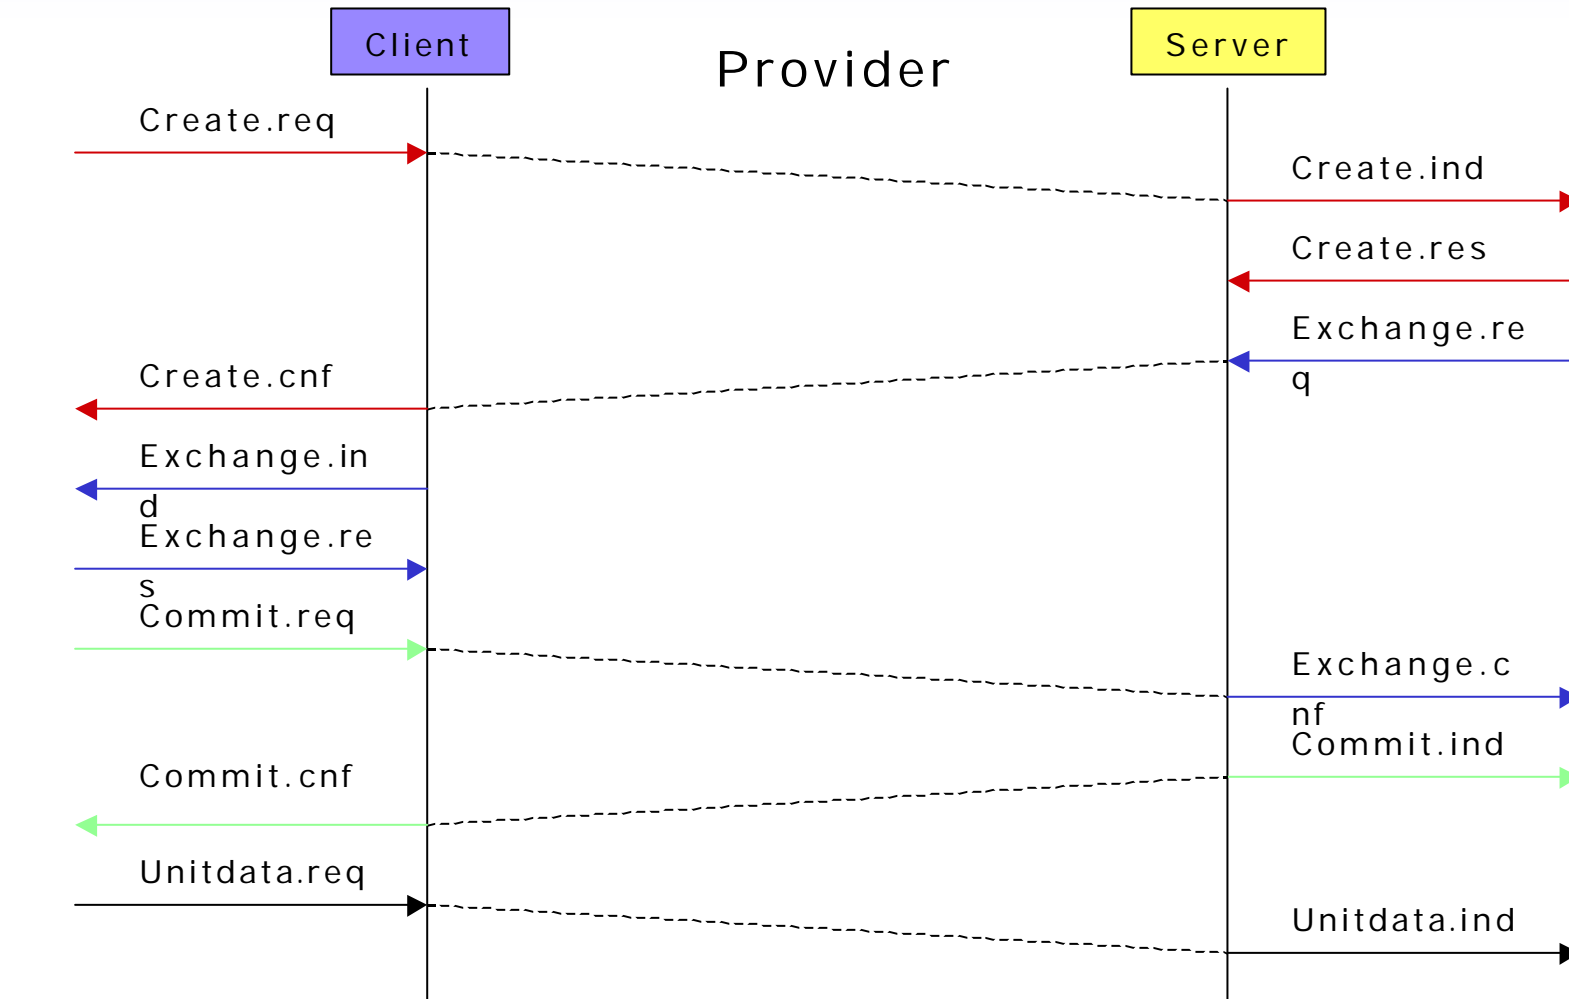 Client
Provider
Server
Create.req
Create.ind
Create.res
Exchange.re
q
Create.cnf
Exchange.in
d
Exchange.re
s
Commit.req
Exchange.c
nf
Commit.ind
Commit.cnf
Unitdata.req
Unitdata.ind